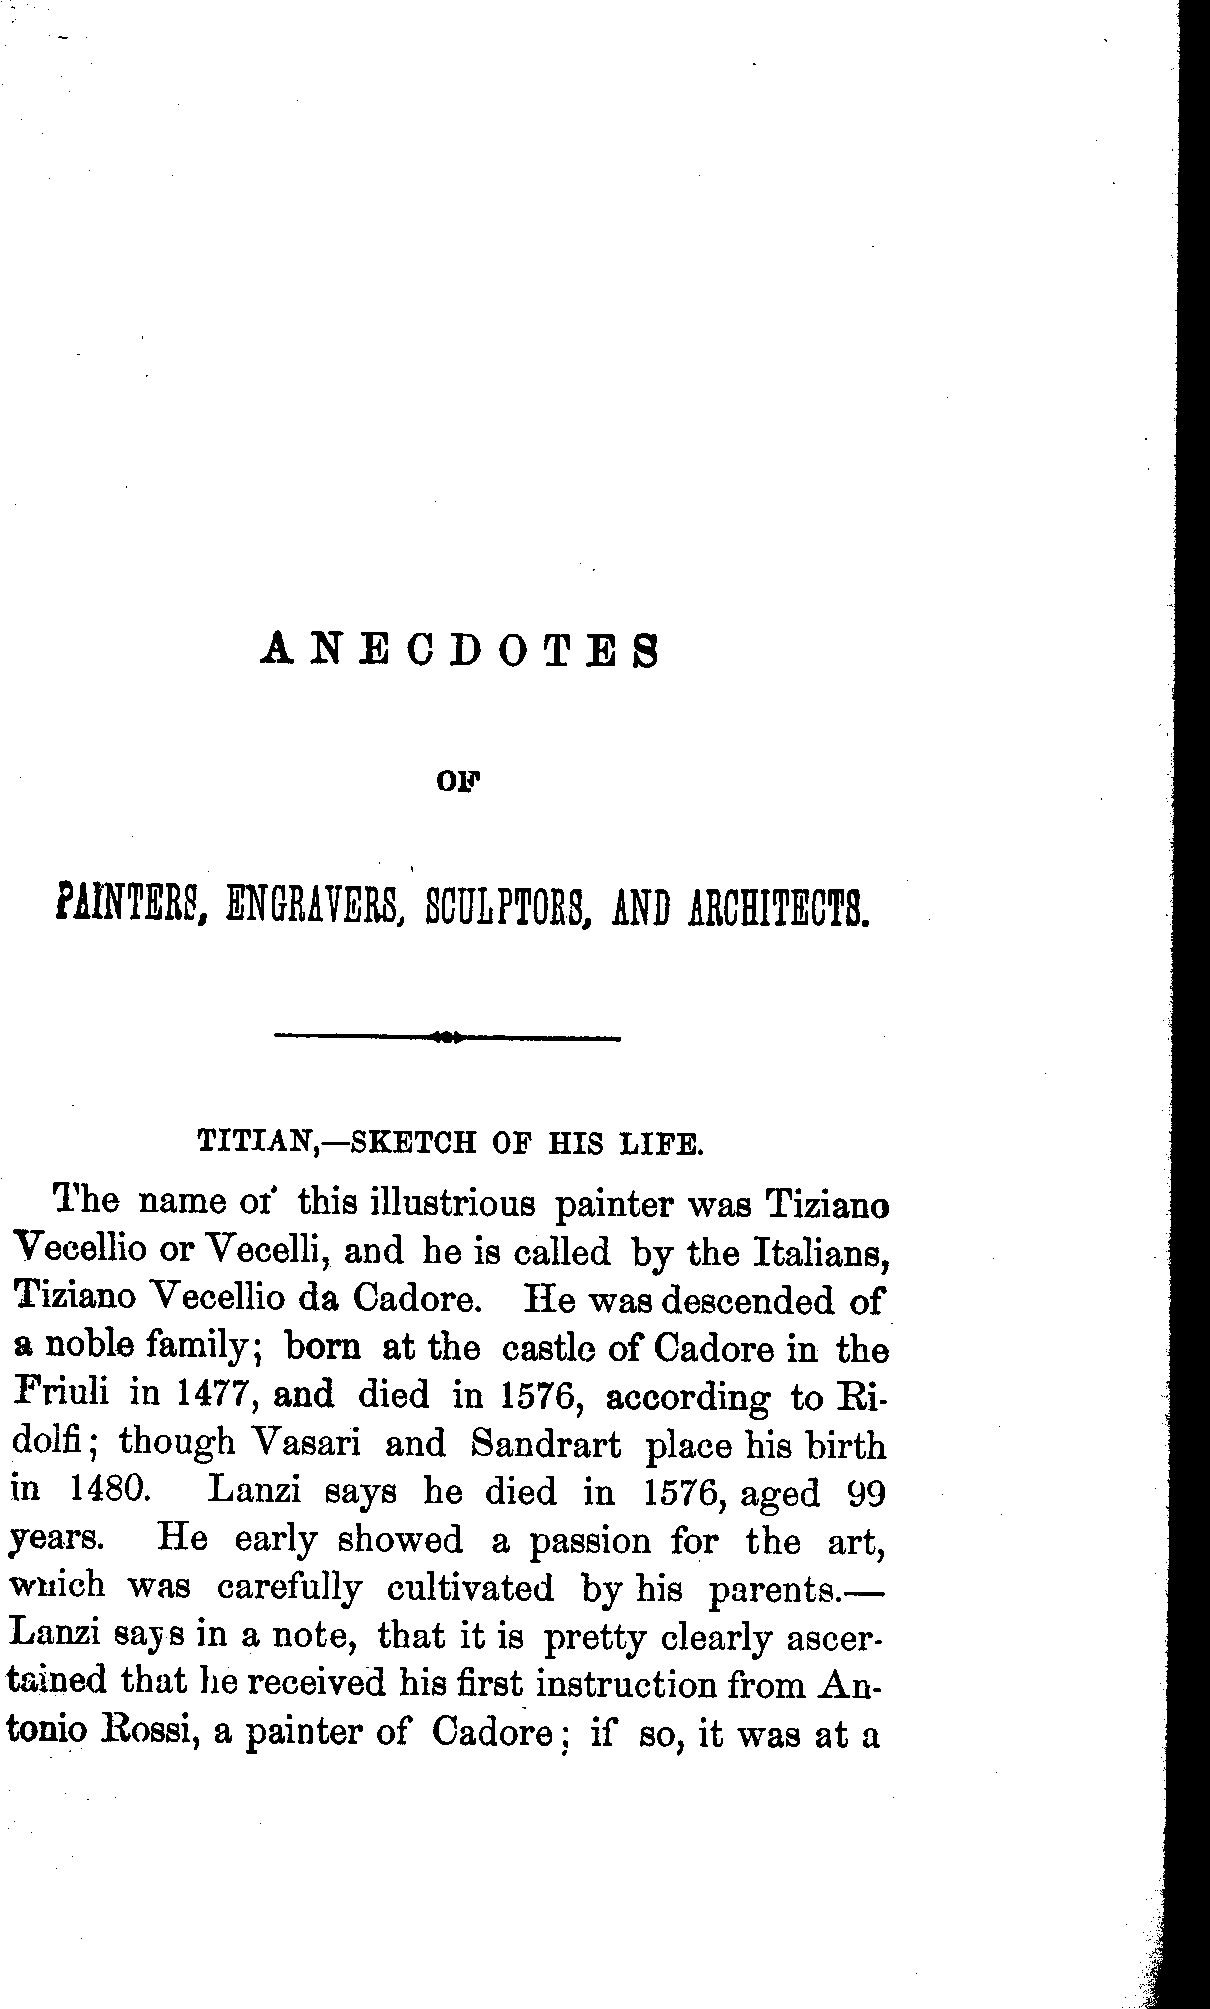 ANECDOTES
OF
PAINTERS, ENGRAVERS, SCULPTORS, AND ARCHITECTS.
TITIAN,—SKETCH OF HIS LIFE.
The name of this illustrious painter was Tiziano
Vecellio or Vecelli, and he is called by the Italians,
Tiziano Vecellio da Cadore. He was descended of
a noble family; born at the castle of Cadore in the
Friuli in 1477, and died in 1576, according to Ri-
dolfi; though Vasari and Sandrart place his birth
in 1480. Lanzi says he died in 1576, aged 99
years. He early showed a passion for the art,
which was carefully cultivated by his parents.—
Lanzi says in a note, that it is pretty clearly ascer-
tained that he received his first instruction from An-
tonio Rossi, a painter of Cadore; if so, it was at a